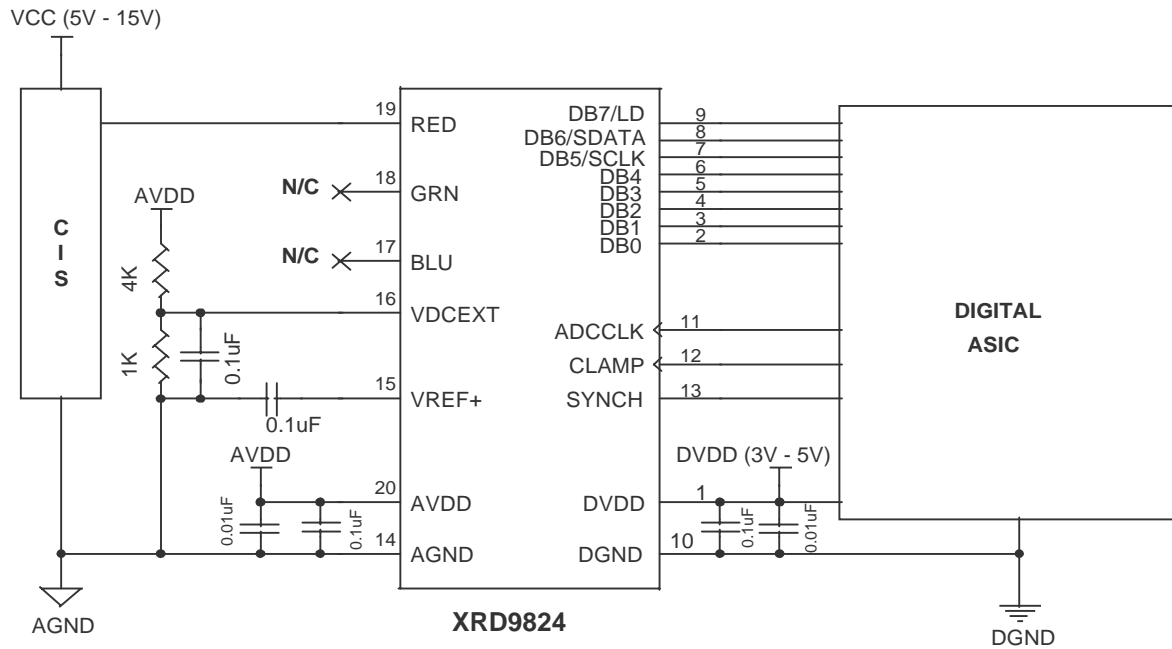 VCC (5V - 15V)
C
I
S
19
RED
N/C
18
GRN
N/C
17
BLU
AVDD
4K
16
VDCEXT
1K
0.1uF
15
VREF+
0.1uF
AVDD
20
AVDD
0.01uF
0.1uF
14
AGND
AGND
DB7/LD
9
DB6/SDATA
8
DB5/SCLK
7
DB4
6
DB3
5
DB2
4
DB1
3
DB0
2
ADCCLK
11
CLAMP
12
SYNCH
13
DVDD (3V - 5V)
DVDD
1
0.1uF
0.01uF
DGND
10
XRD9824
DIGITAL
ASIC
DGND